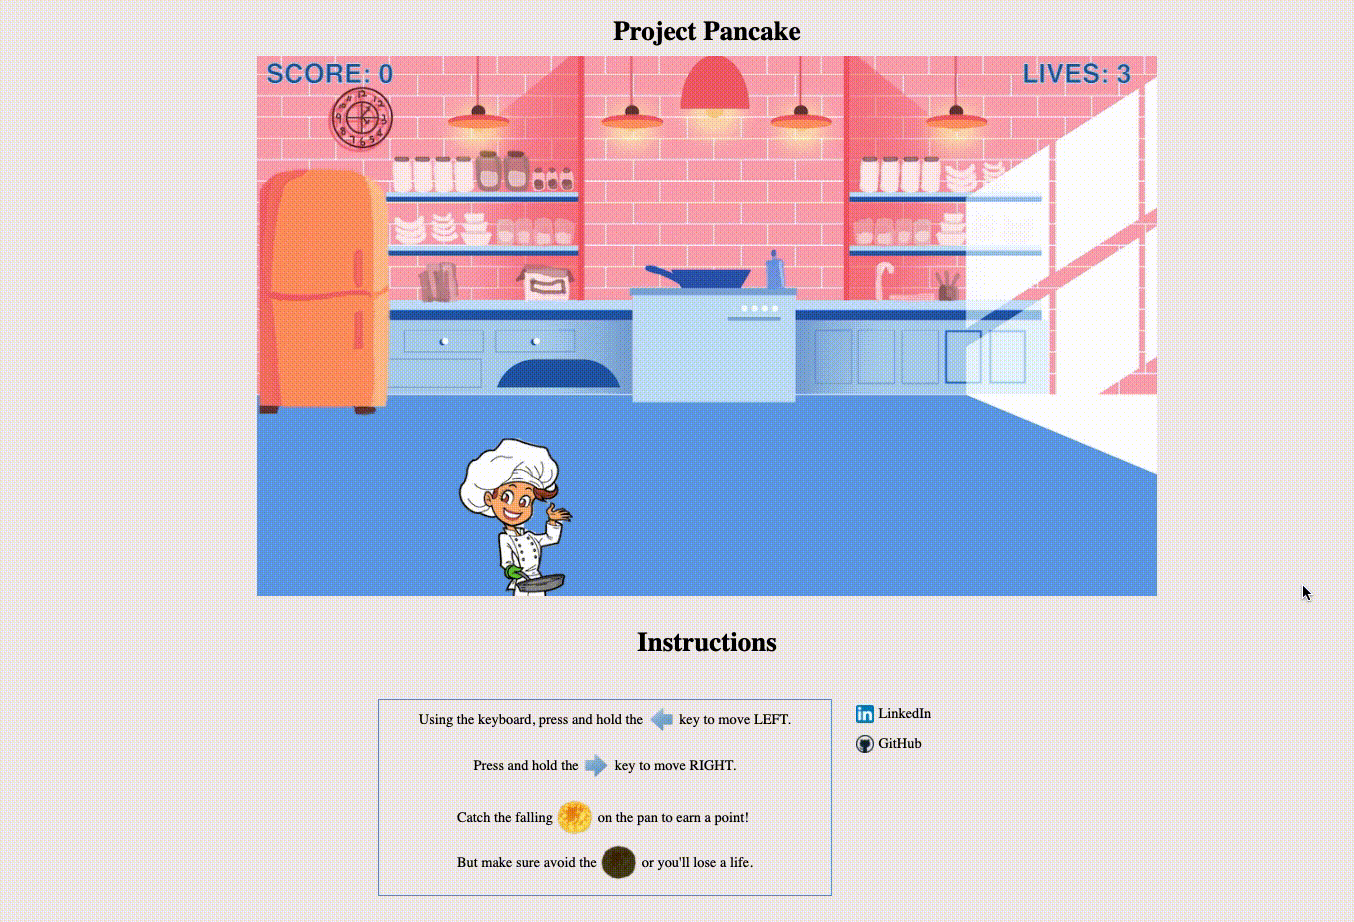 Project Pancake
SCORE: 0
LIVES: 3
Instructions
Using the keyboard, press and hold the key to move LEFT.
Press and hold the key to move RIGHT.
Catch the falling on the pan to earn a point!
But make sure avoid the or you'll lose a life.
LinkedIn
GitHub